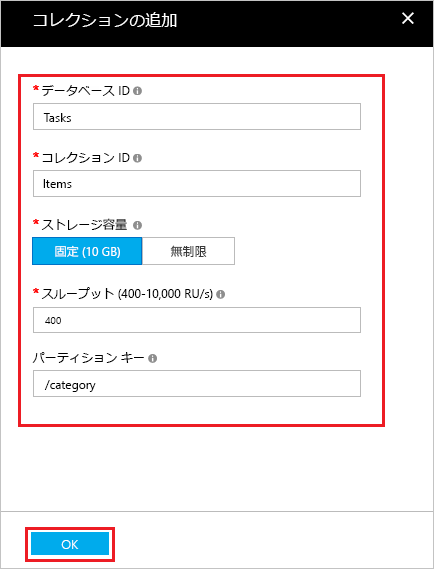 コレクションの追加
* データベース ID
Tasks
* コレクション ID
Items
* ストレージ容量
固定 (10 GB) 無制限
* スループット (400-10,000 RU/s)
400
パーティション キー
/category
OK